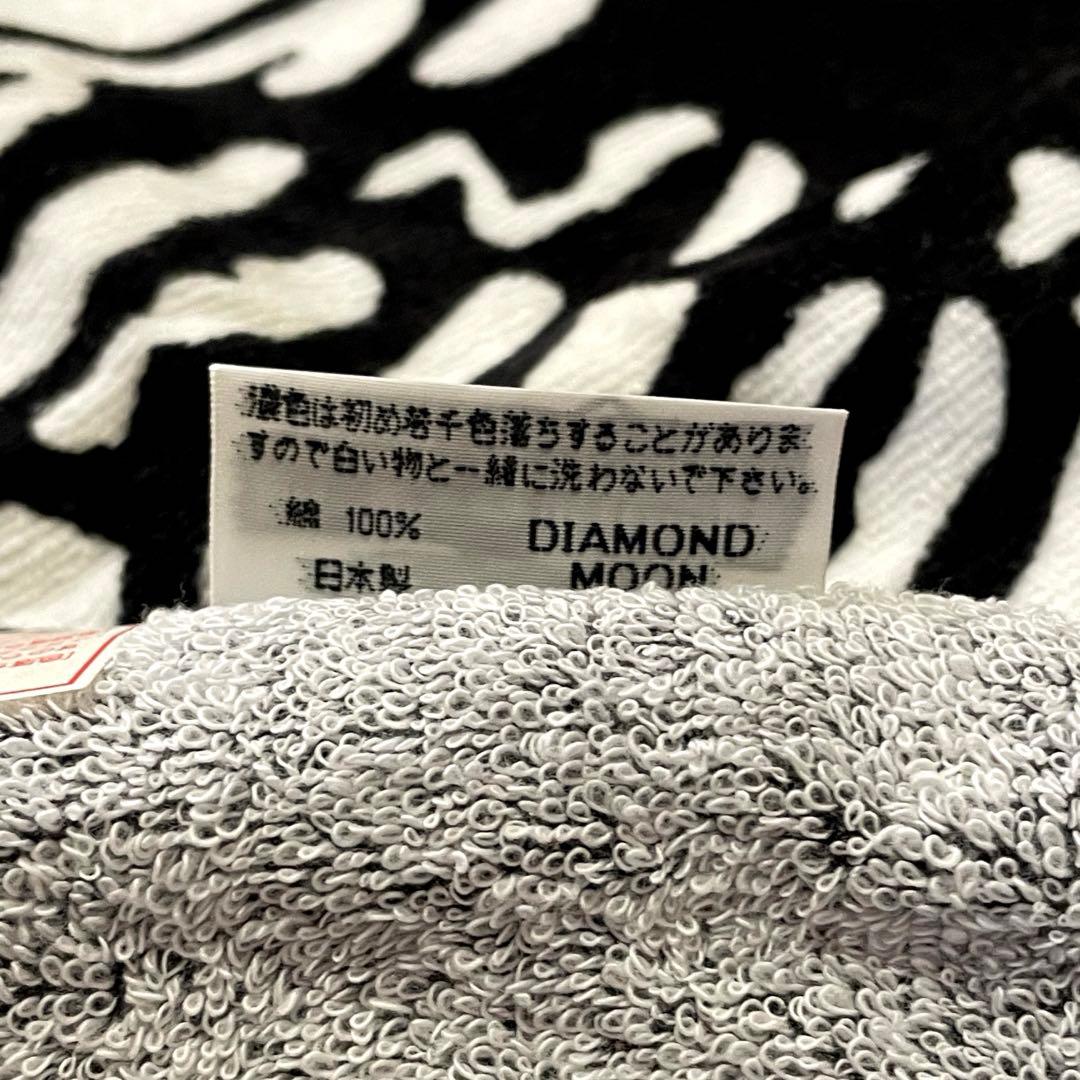 濃色は初め若干色落ちすることがありま
すので白い物と一緒に洗わないで下さい。
綿 100% DIAMOND
日本製 MOON